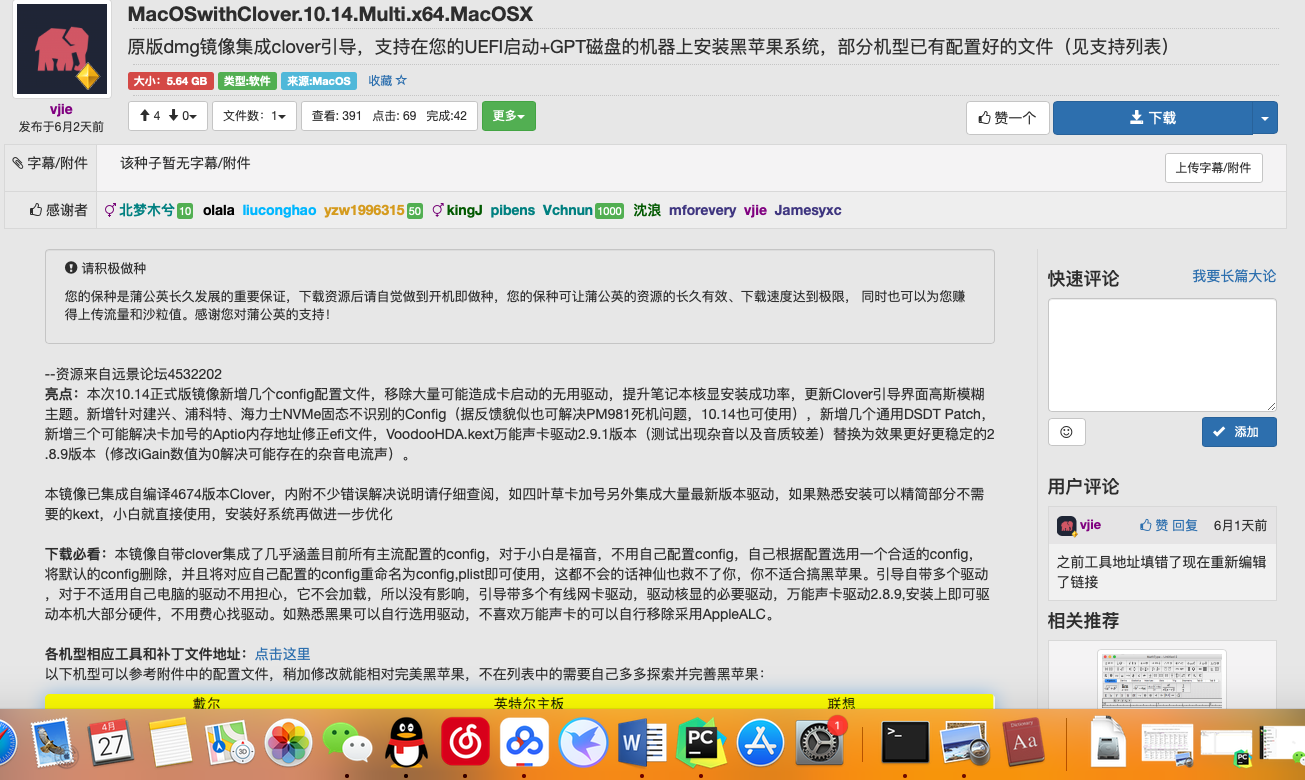 MacOSwithClover.10.14.Multi.x64.MacOSX
原版dmg镜像集成clover引导，支持在您的UEFI启动+GPT磁盘的机器上安装黑苹果系统，部分机型已有配置好的文件（见支持列表）
大小：5.64 GB 类型:软件 来源:MacOS 收藏
vjie
发布于6月2天前
4 0 文件数：1 查看: 391 点击: 69 完成:42 更多 赞一个 下载
字幕/附件 该种子暂无字幕/附件 上传字幕/附件
感谢者 北梦木兮 10 olala liuconghao yzw1996315 50 kingJ pibens Vchnun 1000 沈浪 mforevery vjie Jamesyxc
请积极做种
您的保种是蒲公英长久发展的重要保证，下载资源后请自觉做到开机即做种，您的保种可让蒲公英的资源的长久有效、下载速度达到极限， 同时也可以为您赚
得上传流量和沙粒值。感谢您对蒲公英的支持！
--资源来自远景论坛4532202
亮点：本次10.14正式版镜像新增几个config配置文件，移除大量可能造成卡启动的无用驱动，提升笔记本核显安装成功率，更新Clover引导界面高斯模糊
主题。新增针对建兴、浦科特、海力士NVMe固态不识别的Config（据反馈貌似也可解决PM981死机问题，10.14也可使用），新增几个通用DSDT Patch，
新增三个可能解决卡加号的Aptio内存地址修正efi文件，VoodooHDA.kext万能声卡驱动2.9.1版本（测试出现杂音以及音质较差）替换为效果更好更稳定的2
.8.9版本（修改iGain数值为0解决可能存在的杂音电流声）。
本镜像已集成自编译4674版本Clover，内附不少错误解决说明请仔细查阅，如四叶草卡加号另外集成大量最新版本驱动，如果熟悉安装可以精简部分不需
要的kext，小白就直接使用，安装好系统再做进一步优化
下载必看：本镜像自带clover集成了几乎涵盖目前所有主流配置的config，对于小白是福音，不用自己配置config，自己根据配置选用一个合适的config，
将默认的config删除，并且将对应自己配置的config重命名为config,plist即可使用，这都不会的话神仙也救不了你，你不适合搞黑苹果。引导自带多个驱动
，对于不适用自己电脑的驱动不用担心，它不会加载，所以没有影响，引导带多个有线网卡驱动，驱动核显的必要驱动，万能声卡驱动2.8.9,安装上即可驱
动本机大部分硬件，不用费心找驱动。如熟悉黑果可以自行选用驱动，不喜欢万能声卡的可以自行移除采用AppleALC。
各机型相应工具和补丁文件地址：点击这里
以下机型可以参考附件中的配置文件，稍加修改就能相对完美黑苹果，不在列表中的需要自己多多探索并完善黑苹果：
戴尔 英特尔主板 联想
快速评论 我要长篇大论
添加
用户评论
vjie 赞 回复 6月1天前
之前工具地址填错了现在重新编辑
了链接
相关推荐
4月
27
3D
W
PC
1
>_
Dictionary
Aa
PC